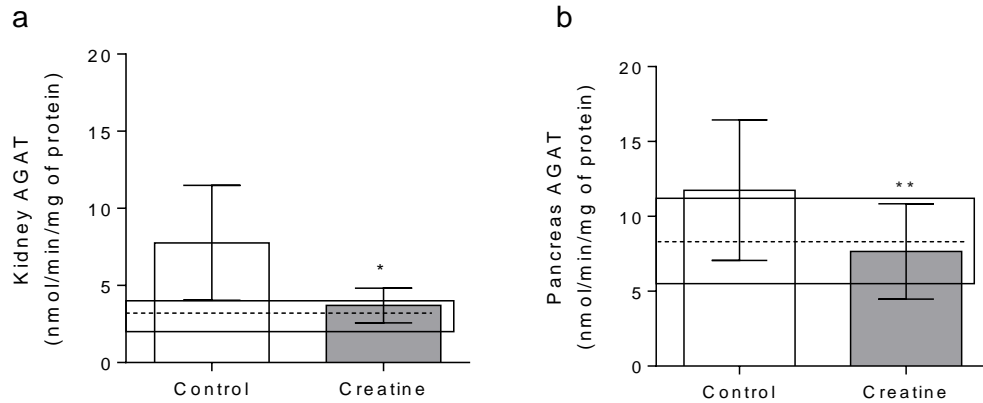 a
Kidney AGAT
(nmol/min/mg of protein)
20
15
10
5
0
*
Control
Creatine
b
Pancreas AGAT
(nmol/min/mg of protein)
20
15
10
5
0
**
Control
Creatine